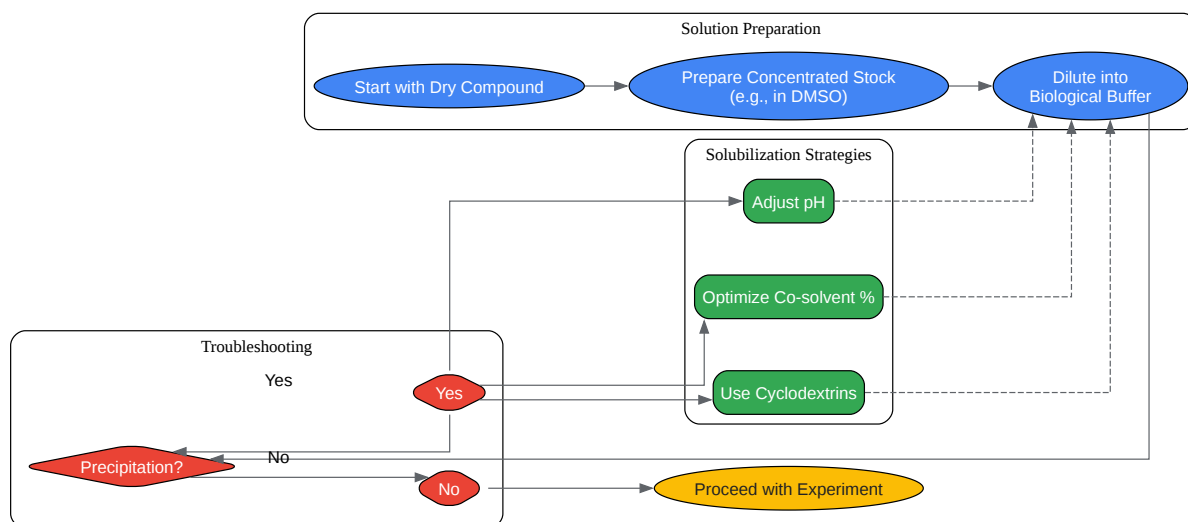 Solution Preparation
Start with Dry Compound
Prepare Concentrated Stock
(e.g., in DMSO)
Dilute into
Biological Buffer
Solubilization Strategies
Adjust pH
Optimize Co-solvent %
Use Cyclodextrins
Troubleshooting
Yes
Yes
Precipitation?
No
No
Proceed with Experiment